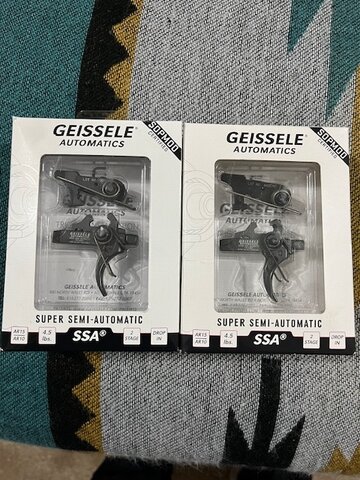 GEISSELE®
AUTOMATICS
SOPMOD
GEISSELE AUTOMATICS
SUPER SEMI-AUTOMATIC
AR15
AR10
4.5
lbs.
SSA®
2
STAGE
DROP
IN
GEISSELE®
AUTOMATICS
SOPMOD
AUTOMATICS
GEISSELE AUTOMATICS
SUPER SEMI-AUTOMATIC
AR15
AR10
4.5
lbs.
SSA®
2
STAGE
DROP
IN